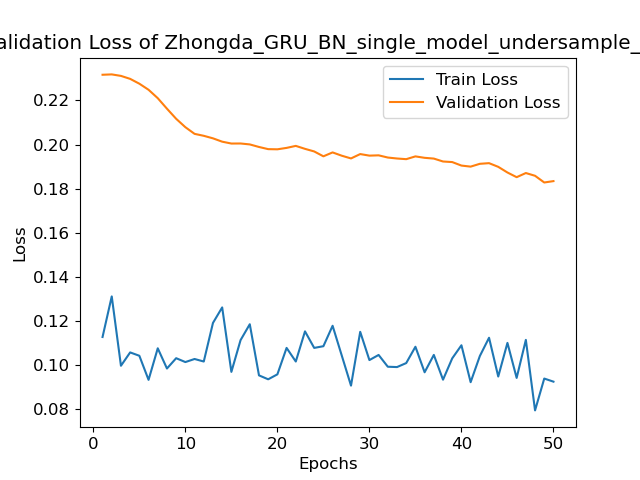 alidation Loss of Zhongda_GRU_BN_single_model_undersample_
Train Loss
Validation Loss
Loss
0.22
0.20
0.18
0.16
0.14
0.12
0.10
0.08
0 10 20 30 40 50
Epochs